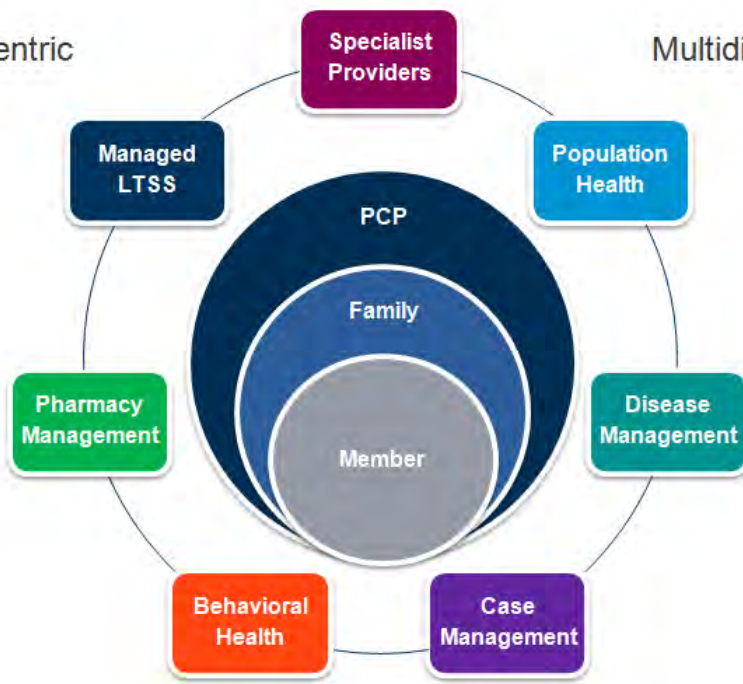 entric
Multidi
Specialist
Providers
Managed
LTSS
Population
Health
PCP
Family
Pharmacy
Management
Disease
Management
Member
Behavioral
Health
Case
Management